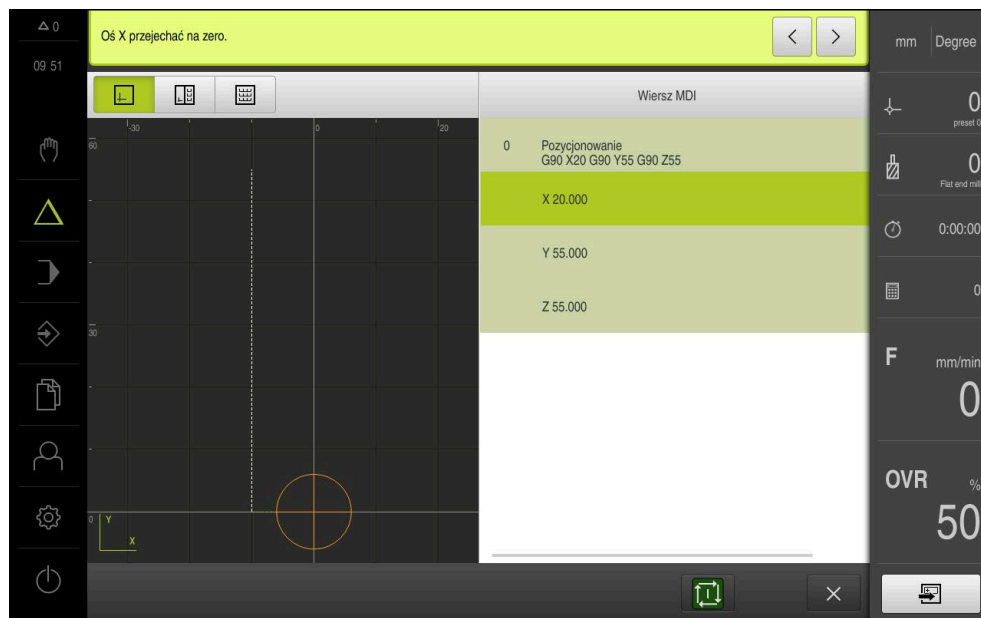 0
09 51
Oś X przejechać na zero.
-30
0
20
60
30
0
Y
X
Wiersz MDI
0 Pozycjonowanie
G90 X20 G90 Y55 G90 Z55
X 20.000
Y 55.000
Z 55.000
mm Degree
0
preset 0
0
Flat end mill
0:00:00
0
F mm/min
0
OVR %
50